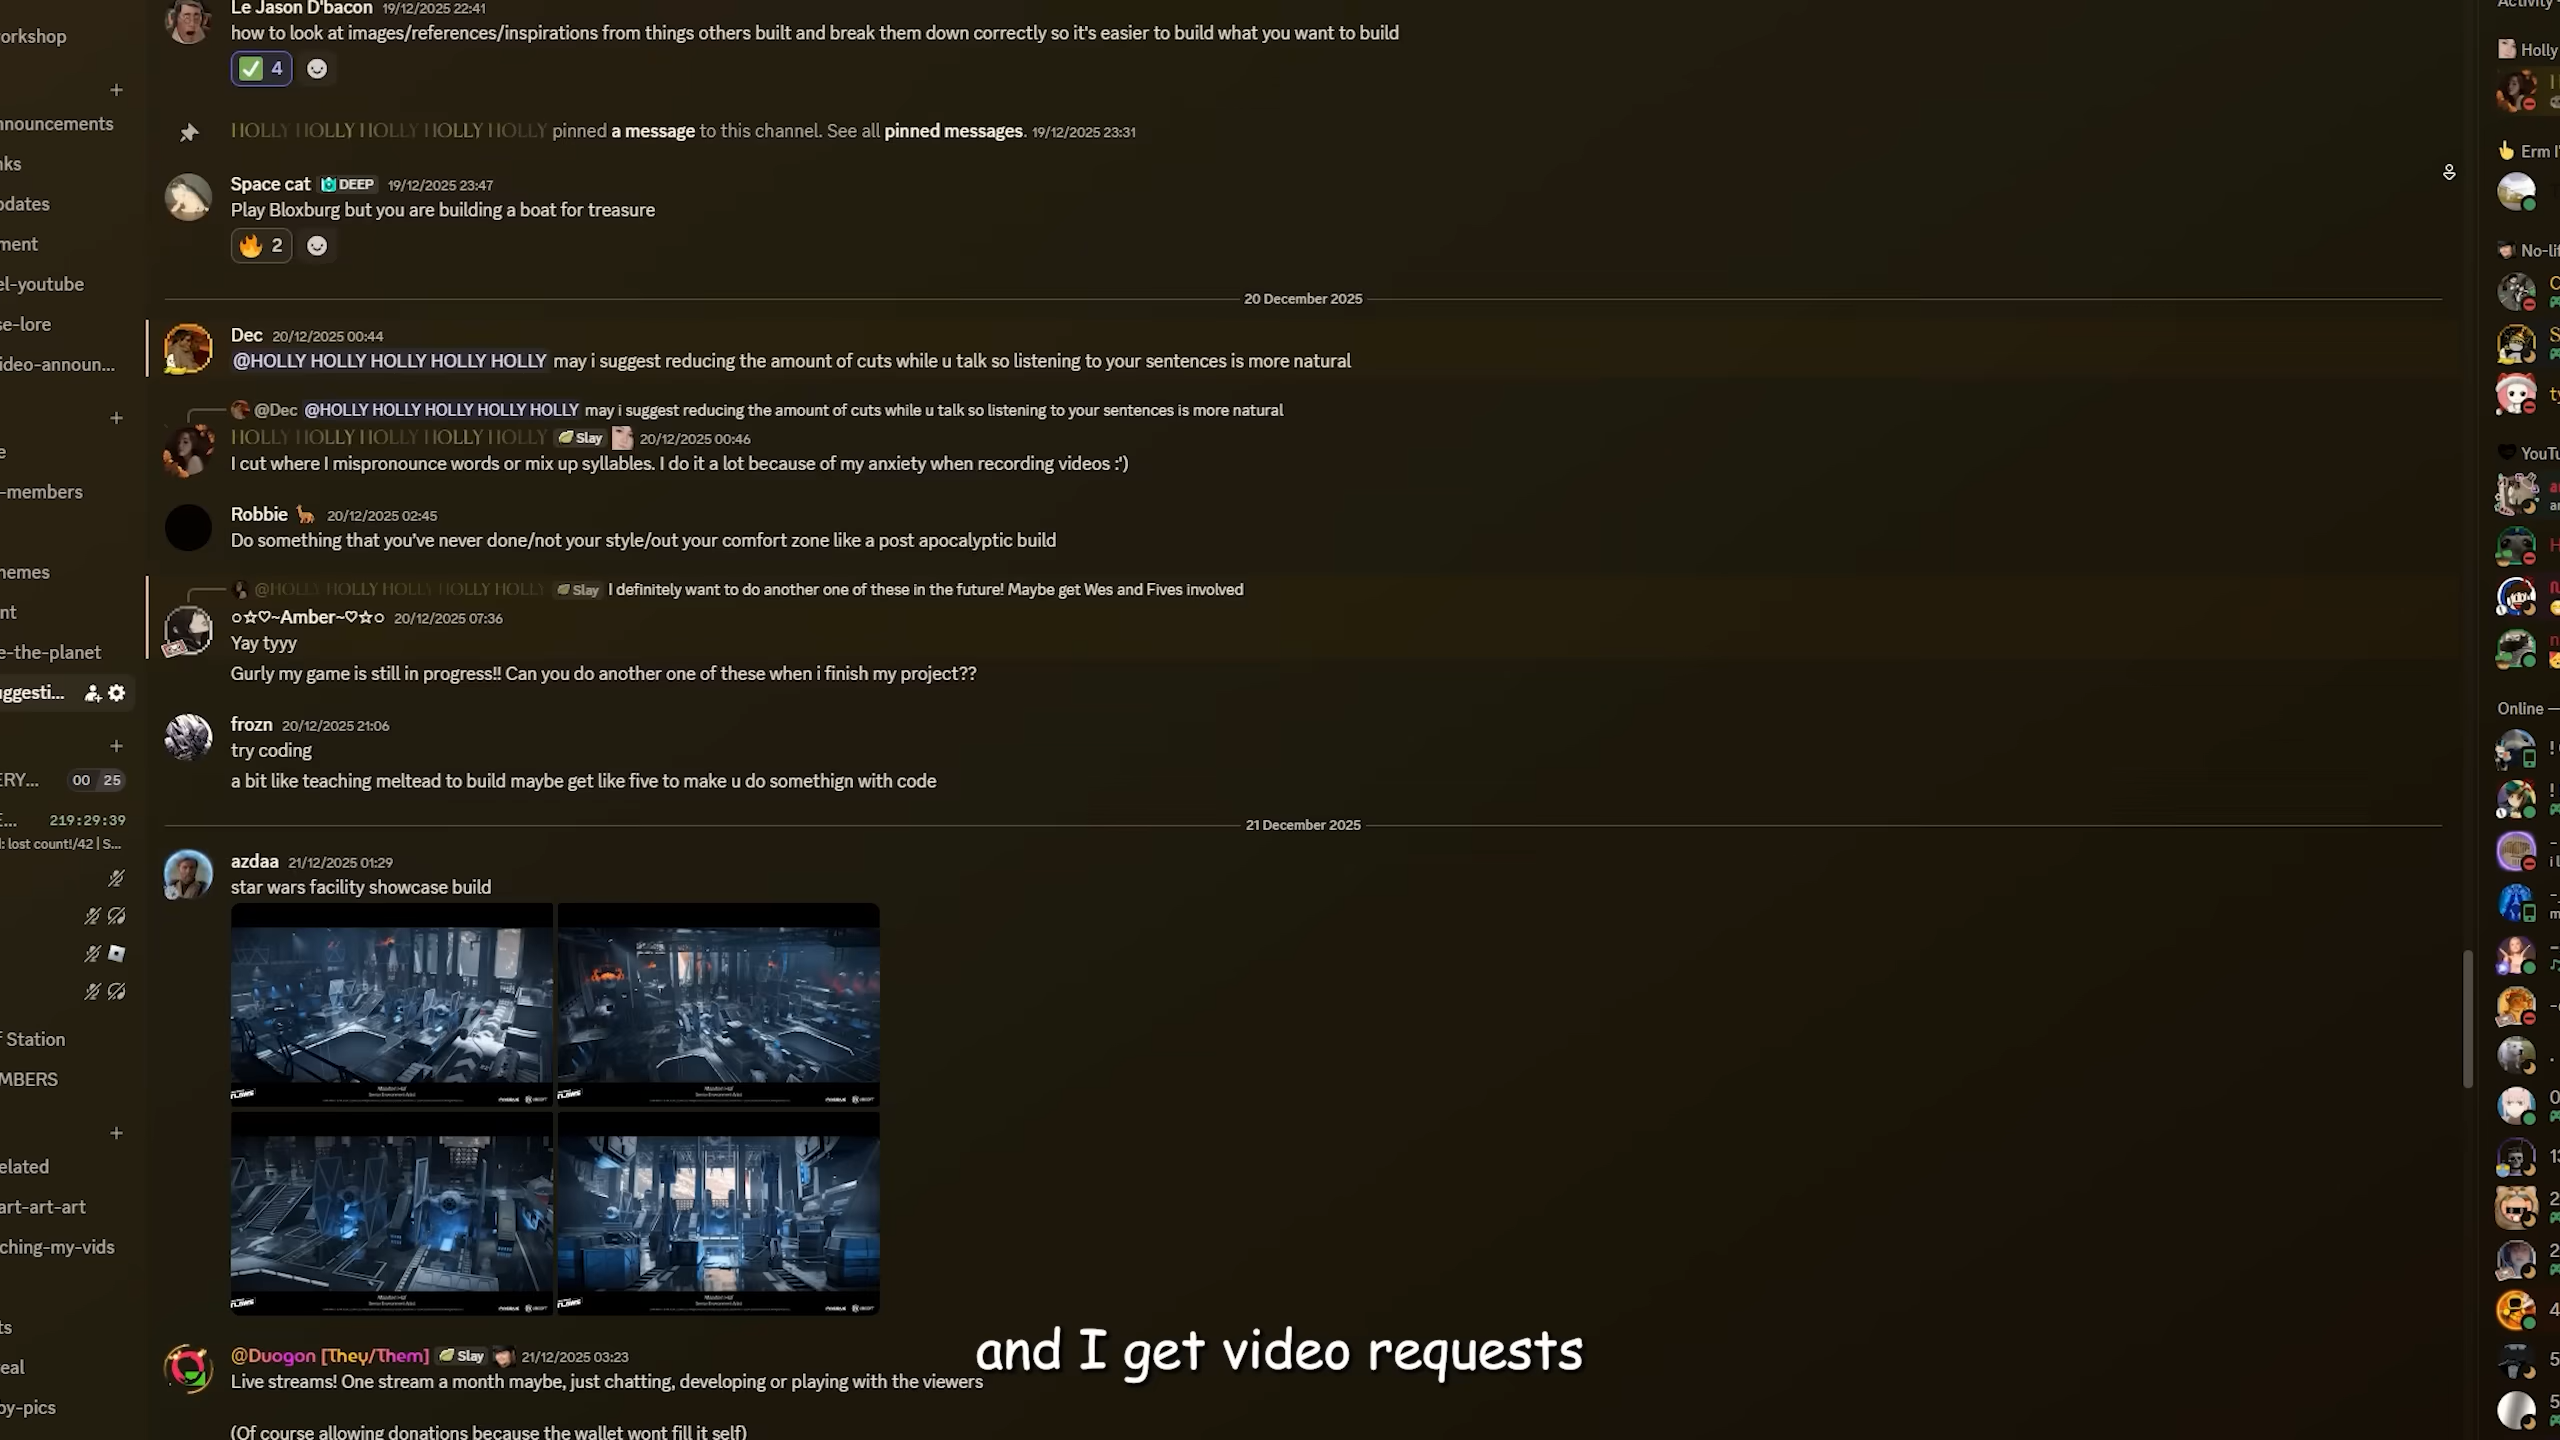 Le Jason D'bacon 19/12/2025 22:41
how to look at images/references/inspirations from things others built and break them down correctly so it's easier to build what you want to build
4
HOLLY HOLLY HOLLY HOLLY HOLLY pinned a message to this channel. See all pinned messages. 19/12/2025 23:31
Space cat DEEP 19/12/2025 23:47
Play Bloxburg but you are building a boat for treasure
2
20 December 2025
Dec 20/12/2025 00:44
@HOLLY HOLLY HOLLY HOLLY HOLLY may i suggest reducing the amount of cuts while u talk so listening to your sentences is more natural
@Dec @HOLLY HOLLY HOLLY HOLLY HOLLY may i suggest reducing the amount of cuts while u talk so listening to your sentences is more natural
HOLLY HOLLY HOLLY HOLLY HOLLY Slay 20/12/2025 00:46
I cut where I mispronounce words or mix up syllables. I do it a lot because of my anxiety when recording videos :')
Robbie 20/12/2025 02:45
Do something that you've never done/not your style/out your comfort zone like a post apocalyptic build
@HOLLY HOLLY HOLLY HOLLY HOLLY Slay I definitely want to do another one of these in the future! Maybe get Wes and Fives involved
○☆♡~Amber~♡☆○ 20/12/2025 07:36
Yay tyyy
Gurly my game is still in progress!! Can you do another one of these when i finish my project??
frozn 20/12/2025 21:06
try coding
a bit like teaching meltead to build maybe get like five to make u do somethign with code
21 December 2025
azdaa 21/12/2025 01:29
star wars facility showcase build
@Duogon [They/Them] Slay 21/12/2025 03:23
Live streams! One stream a month maybe, just chatting, developing or playing with the viewers
(Of course allowing donations because the wallet wont fill it self)
and I get video requests
orkshop
nnouncements
nks
pdates
ment
el-youtube
se-lore
ideo-announ...
e
-members
nemes
nt
e-the-planet
uggesti...
ERY... 00 25
E... 219:29:39
: lost count!/42 | S...
f Station
MBERS
elated
art-art-art
ching-my-vids
ts
eal
by-pics
Holly
Erm I'
No-lif
YouTu
Online —